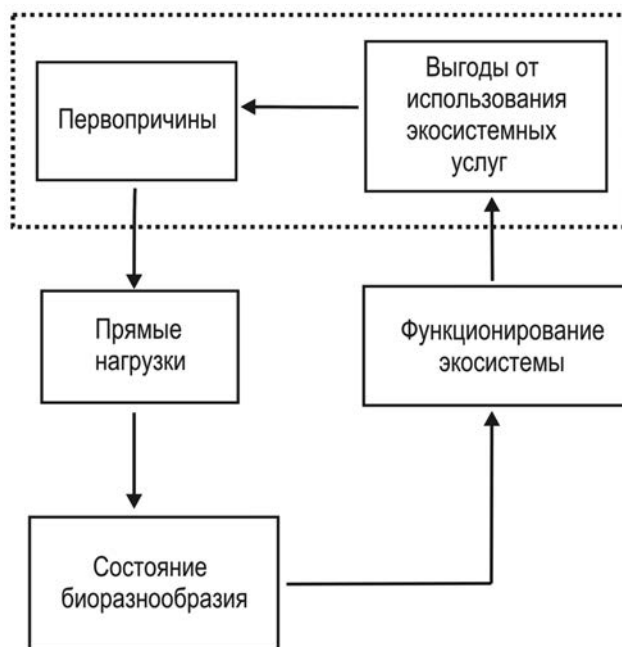 Первопричины
Выгоды от
использования
экосистемных
услуг
Прямые
нагрузки
Функционирование
экосистемы
Состояние
биоразнообразия